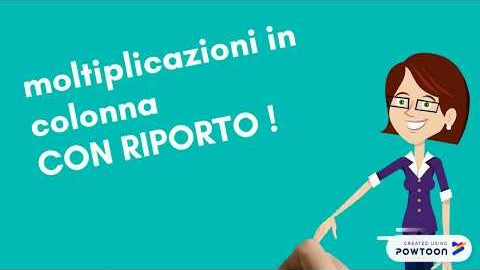 moltiplicazioni in
colonna
CON RIPORTO !
CREATED USING
POWTOON